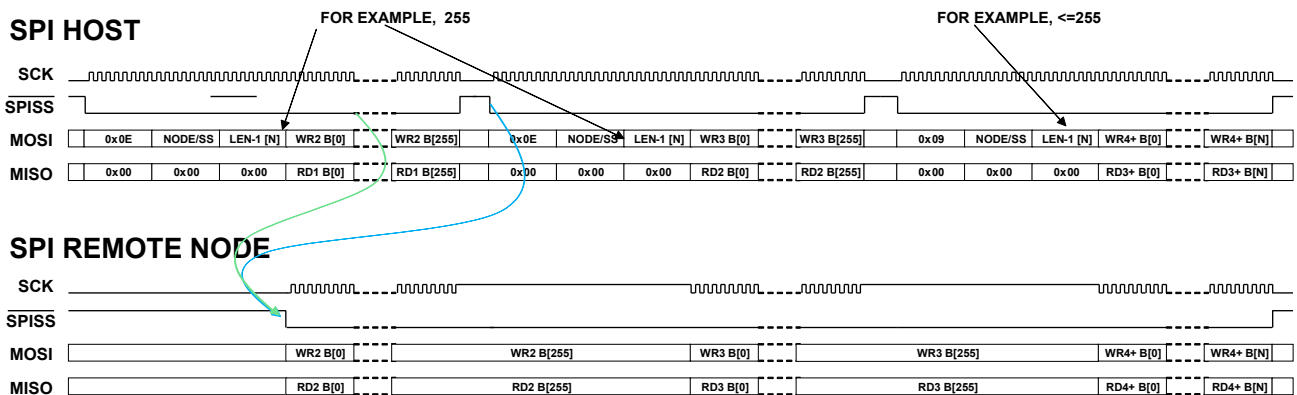 FOR EXAMPLE, 255
FOR EXAMPLE, <=255
SPI HOST
SCK
SPISS
MOSI 0x0E NODE/SS LEN-1 [N] WR2 B[0] WR2 B[255] 0x0E NODE/SS LEN-1 [N] WR3 B[0] WR3 B[255] 0x09 NODE/SS LEN-1 [N] WR4+ B[0] WR4+ B[N]
MISO 0x00 0x00 0x00 RD1 B[0] RD1 B[255] 0x00 0x00 0x00 RD2 B[0] RD2 B[255] 0x00 0x00 0x00 RD3+ B[0] RD3+ B[N]
SPI REMOTE NODE
SCK
SPISS
MOSI WR2 B[0] WR2 B[255] WR3 B[0] WR3 B[255] WR4+ B[0] WR4+ B[N]
MISO RD2 B[0] RD2 B[255] RD3 B[0] RD3 B[255] RD4+ B[0] RD4+ B[N]